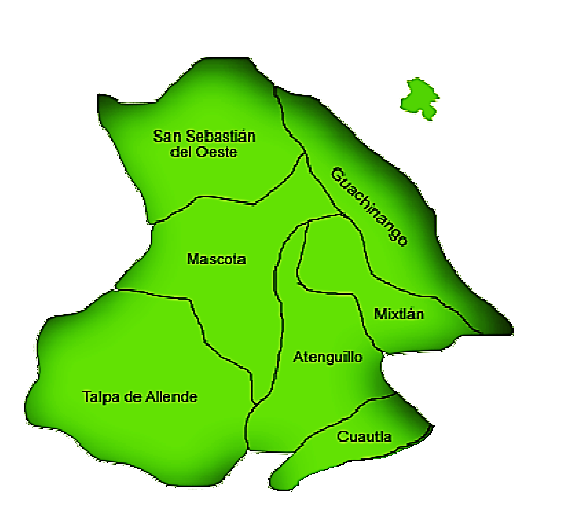 San Sebastián
del Oeste
Guachinango
Mascota
Mixtlán
Atenguillo
Talpa de Allende
Cuautla